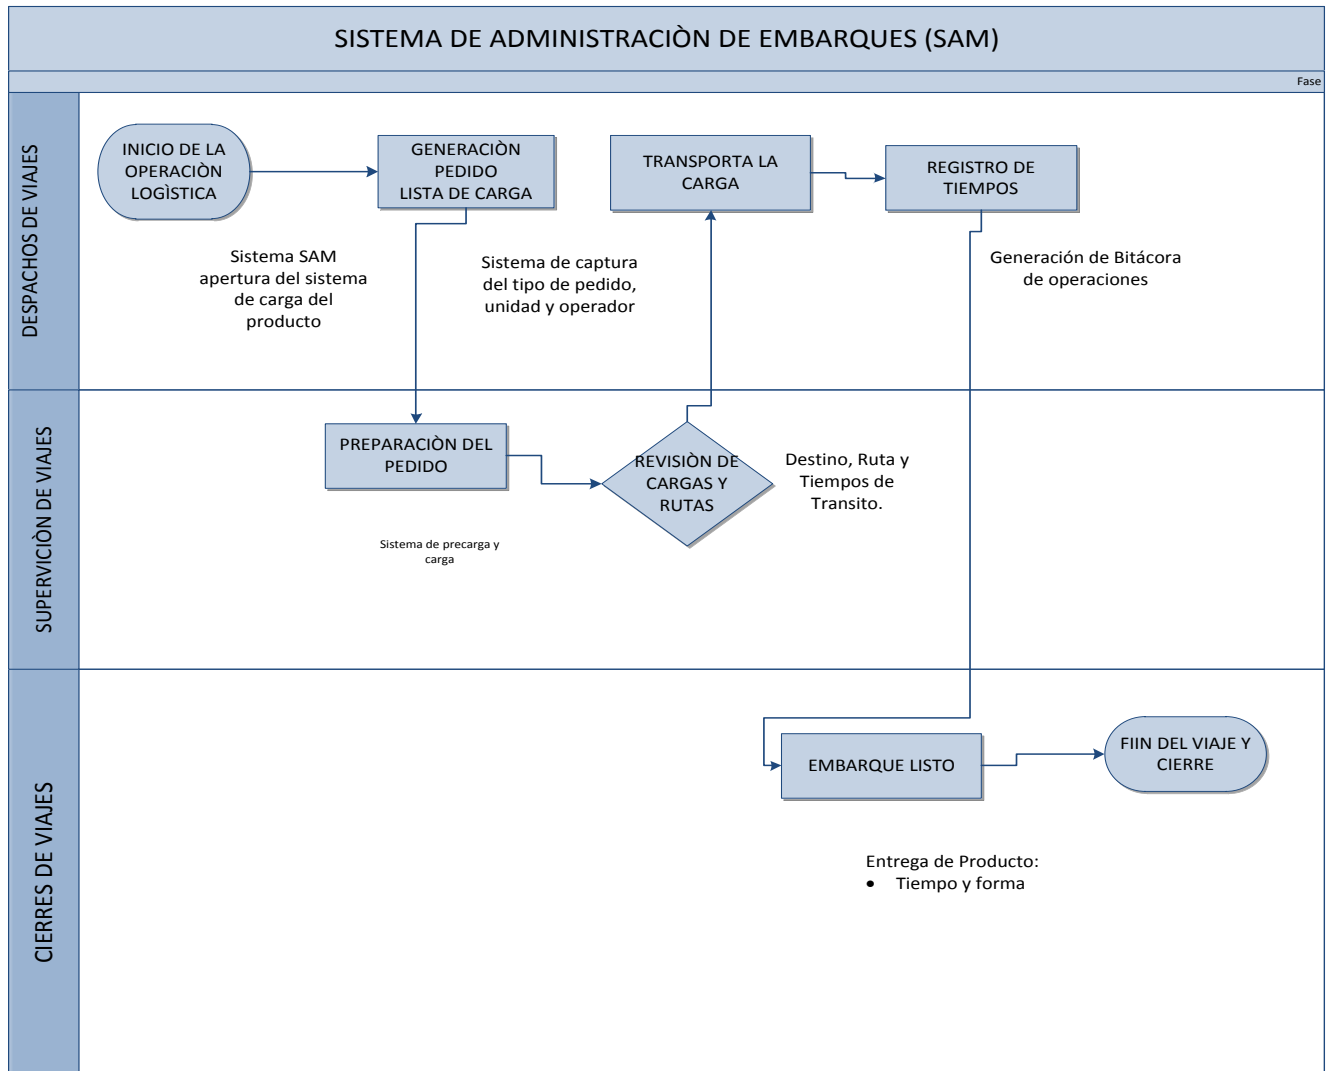 SISTEMA DE ADMINISTRACIÒN DE EMBARQUES (SAM)
Fase
DESPACHOS DE VIAJES
INICIO DE LA
OPERACIÒN
LOGÌSTICA
GENERACIÒN
PEDIDO
LISTA DE CARGA
TRANSPORTA LA
CARGA
REGISTRO DE
TIEMPOS
Sistema SAM
apertura del sistema
de carga del
producto
Sistema de captura
del tipo de pedido,
unidad y operador
Generación de Bitácora
de operaciones
SUPERVICIÒN DE VIAJES
PREPARACIÒN DEL
PEDIDO
REVISIÒN DE
CARGAS Y
RUTAS
Destino, Ruta y
Tiempos de
Transito.
Sistema de precarga y
carga
CIERRES DE VIAJES
EMBARQUE LISTO
FIIN DEL VIAJE Y
CIERRE
Entrega de Producto:
• Tiempo y forma